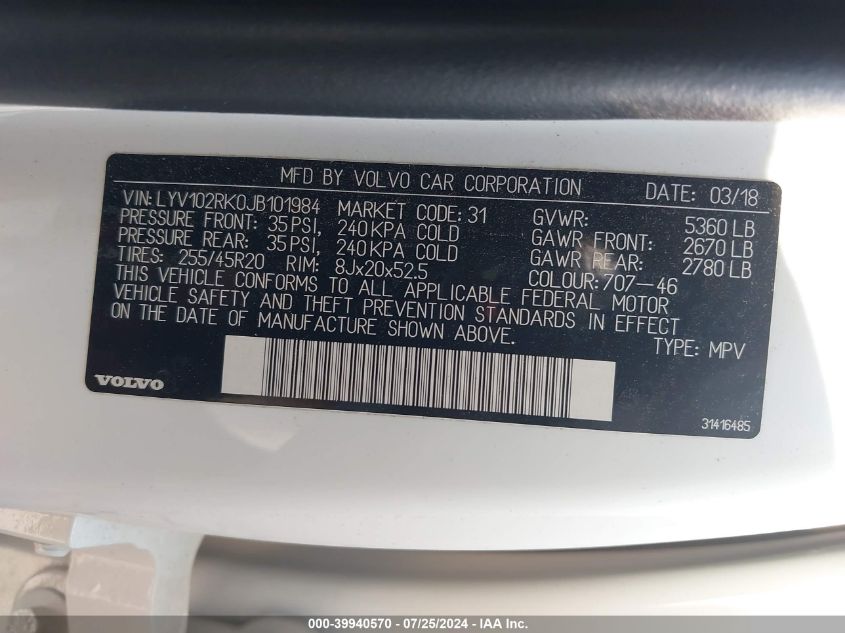 MFD BY VOLVO CAR CORPORATION DATE: 03/18
VIN: LYV102RK0JB101984 MARKET CODE: 31 GVWR: 5360 LB
PRESSURE FRONT: 35 PSI, 240 KPA COLD GAWR FRONT: 2670 LB
PRESSURE REAR: 35 PSI, 240 KPA COLD GAWR REAR: 2780 LB
TIRES: 255/45R20 RIM: 8Jx20x52.5 COLOUR: 707-46
THIS VEHICLE CONFORMS TO ALL APPLICABLE FEDERAL MOTOR
VEHICLE SAFETY AND THEFT PREVENTION STANDARDS IN EFFECT
ON THE DATE OF MANUFACTURE SHOWN ABOVE. TYPE: MPV
VOLVO
31416485
000-39940570 / 07/25/2024 - IAA Inc.